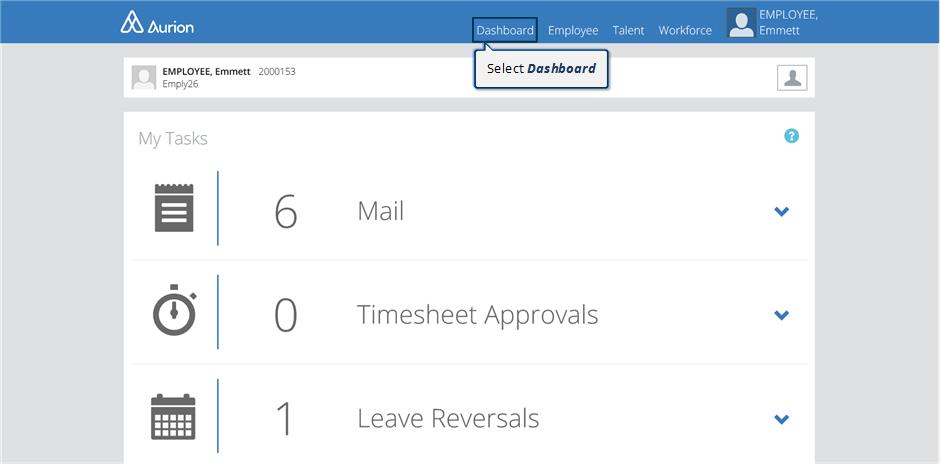 Aurion
Dashboard Employee Talent Workforce
EMPLOYEE,
Emmett
Select Dashboard
EMPLOYEE, Emmett 2000153
Emply26
My Tasks
?
6 Mail
0 Timesheet Approvals
1 Leave Reversals